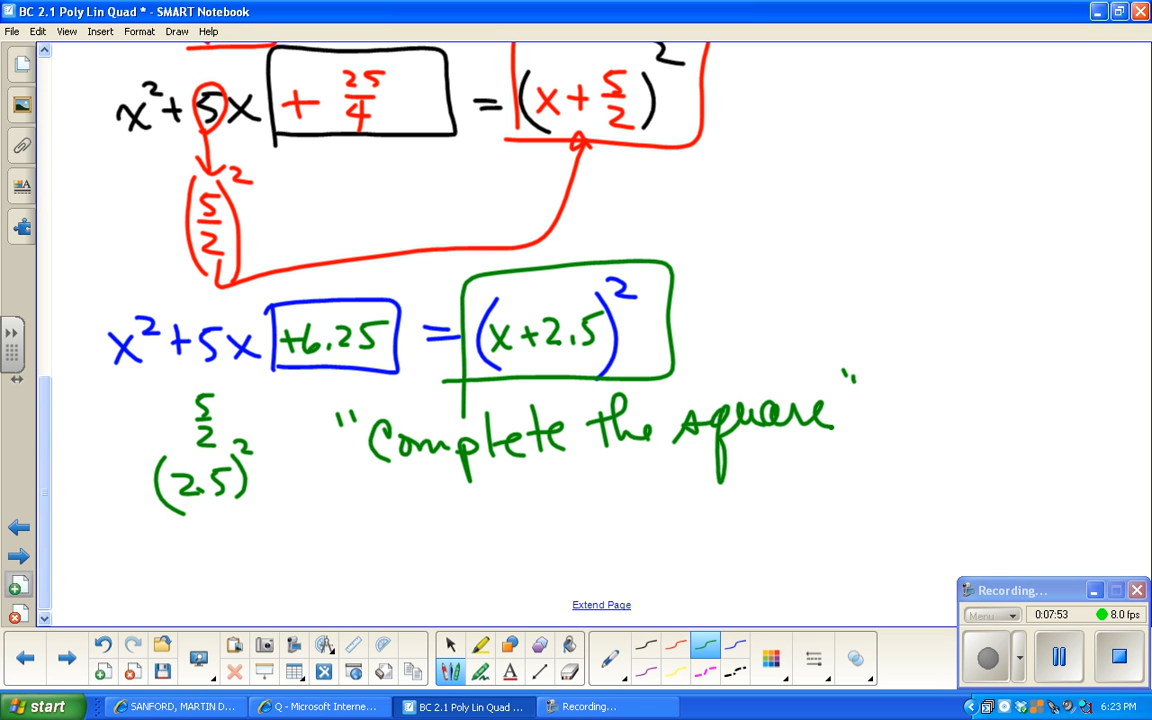 BC 2.1 Poly Lin Quad * - SMART Notebook
File Edit View Insert Format Draw Help
x² + 5x + 25/4 = (x + 5/2)²
(5/2)²
x² + 5x +6.25 = (x+2.5)²
5/2
(2.5)²
"Complete the square"
Extend Page
Recording...
Menu 0:07:53 8.0 fps
start SANFORD, MARTIN D... Q - Microsoft Interne... BC 2.1 Poly Lin Quad ... Recording... 6:23 PM